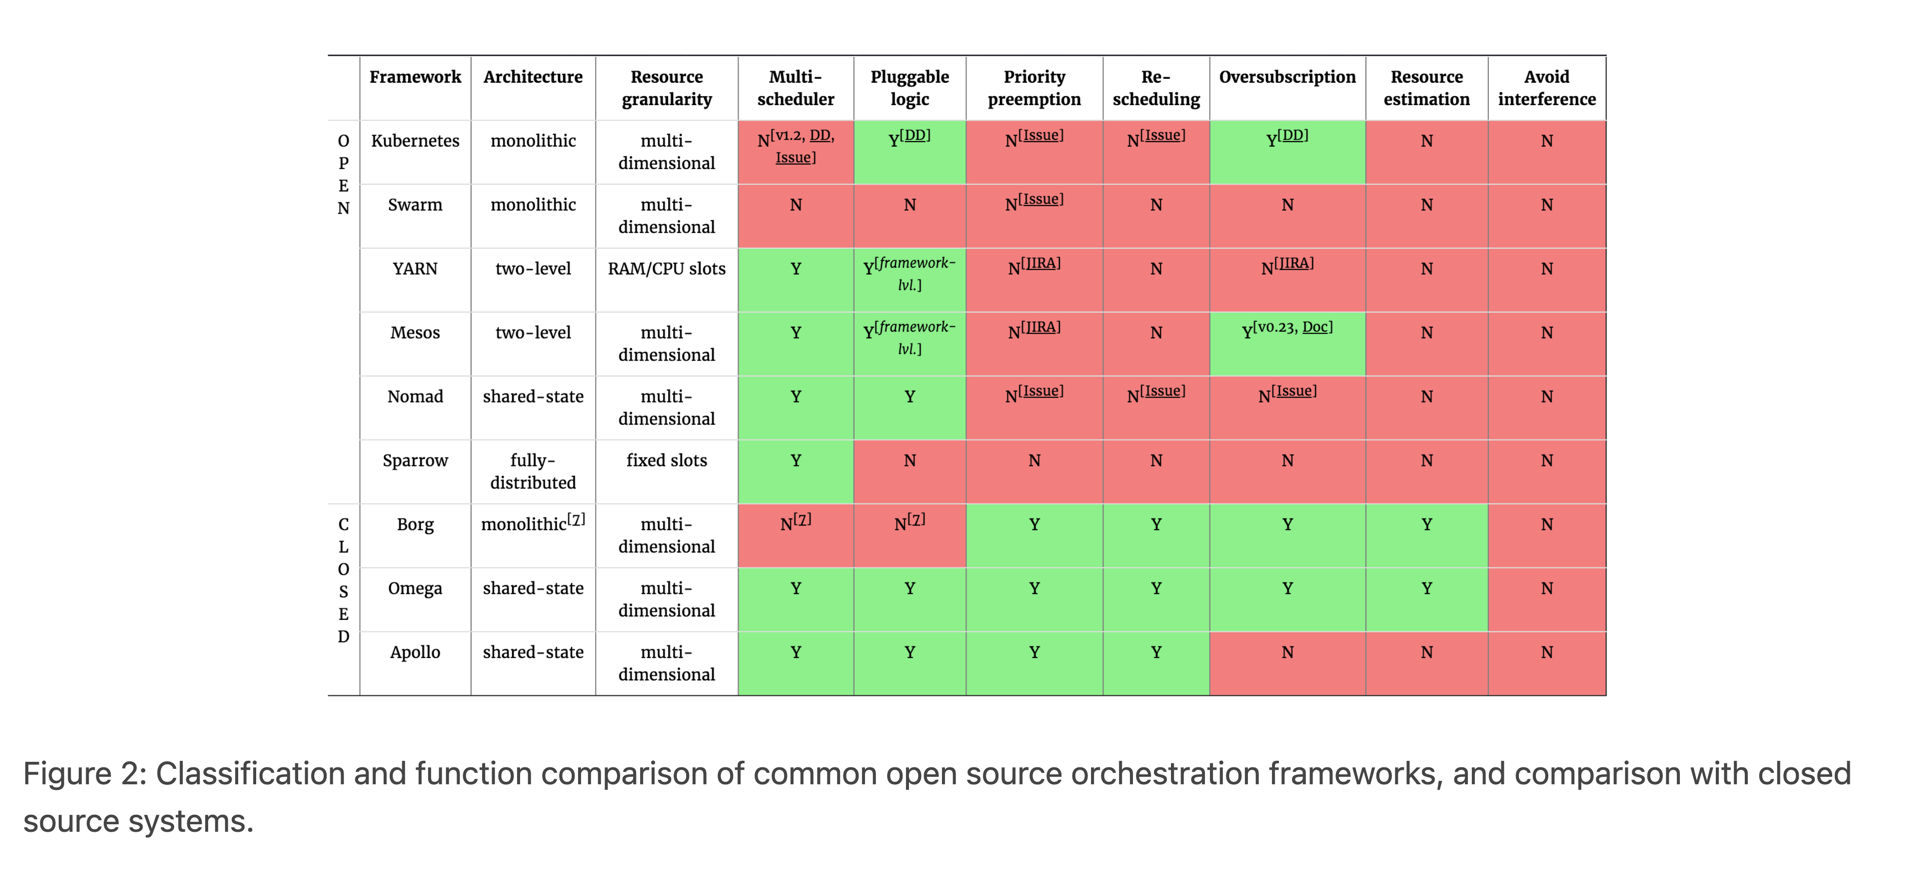 Framework Architecture Resource granularity Multi-scheduler Pluggable logic Priority preemption Re-scheduling Oversubscription Resource estimation Avoid interference
OPEN
Kubernetes monolithic multi-dimensional N[v1.2, DD, Issue] Y[DD] N[Issue] N[Issue] Y[DD] N N
Swarm monolithic multi-dimensional N N N[Issue] N N N N
YARN two-level RAM/CPU slots Y Y[framework-lvl.] N[JIRA] N N[JIRA] N N
Mesos two-level multi-dimensional Y Y[framework-lvl.] N[JIRA] N Y[v0.23, Doc] N N
Nomad shared-state multi-dimensional Y Y N[Issue] N[Issue] N[Issue] N N
Sparrow fully-distributed fixed slots Y N N N N N N
CLOSED
Borg monolithic[7] multi-dimensional N[7] N[7] Y Y Y Y N
Omega shared-state multi-dimensional Y Y Y Y Y Y N
Apollo shared-state multi-dimensional Y Y Y Y N N N
Figure 2: Classification and function comparison of common open source orchestration frameworks, and comparison with closed
source systems.